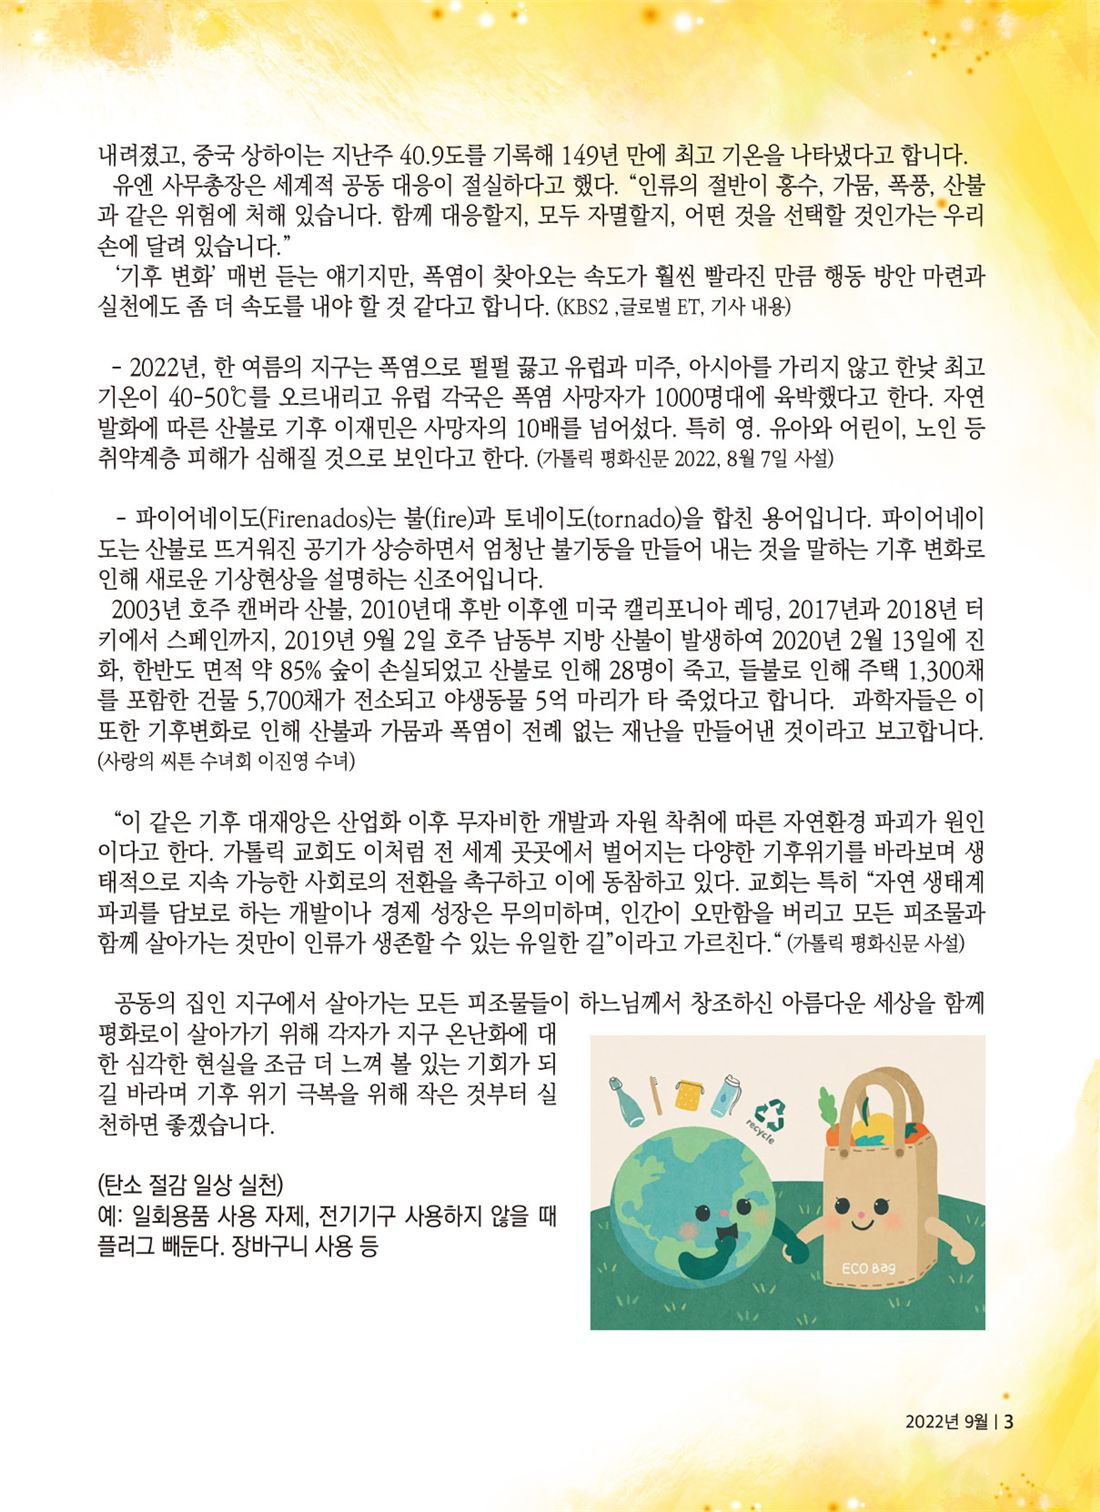 내려졌고, 중국 상하이는 지난주 40.9도를 기록해 149년 만에 최고 기온을 나타냈다고 합니다.
유엔 사무총장은 세계적 공동 대응이 절실하다고 했다. “인류의 절반이 홍수, 가뭄, 폭풍, 산불
과 같은 위험에 처해 있습니다. 함께 대응할지, 모두 자멸할지, 어떤 것을 선택할 것인가는 우리
손에 달려 있습니다.”
‘기후 변화’ 매번 듣는 얘기지만, 폭염이 찾아오는 속도가 훨씬 빨라진 만큼 행동 방안 마련과
실천에도 좀 더 속도를 내야 할 것 같다고 합니다. (KBS2 ,글로벌 ET, 기사 내용)
- 2022년, 한 여름의 지구는 폭염으로 펄펄 끓고 유럽과 미주, 아시아를 가리지 않고 한낮 최고
기온이 40-50℃를 오르내리고 유럽 각국은 폭염 사망자가 1000명대에 육박했다고 한다. 자연
발화에 따른 산불로 기후 이재민은 사망자의 10배를 넘어섰다. 특히 영. 유아와 어린이, 노인 등
취약계층 피해가 심해질 것으로 보인다고 한다. (가톨릭 평화신문 2022, 8월 7일 사설)
- 파이어네이도(Firenados)는 불(fire)과 토네이도(tornado)을 합친 용어입니다. 파이어네이
도는 산불로 뜨거워진 공기가 상승하면서 엄청난 불기둥을 만들어 내는 것을 말하는 기후 변화로
인해 새로운 기상현상을 설명하는 신조어입니다.
2003년 호주 캔버라 산불, 2010년대 후반 이후엔 미국 캘리포니아 레딩, 2017년과 2018년 터
키에서 스페인까지, 2019년 9월 2일 호주 남동부 지방 산불이 발생하여 2020년 2월 13일에 진
화, 한반도 면적 약 85% 숲이 손실되었고 산불로 인해 28명이 죽고, 들불로 인해 주택 1,300채
를 포함한 건물 5,700채가 전소되고 야생동물 5억 마리가 타 죽었다고 합니다. 과학자들은 이
또한 기후변화로 인해 산불과 가뭄과 폭염이 전례 없는 재난을 만들어낸 것이라고 보고합니다.
(사랑의 씨튼 수녀회 이진영 수녀)
“이 같은 기후 대재앙은 산업화 이후 무자비한 개발과 자원 착취에 따른 자연환경 파괴가 원인
이다고 한다. 가톨릭 교회도 이처럼 전 세계 곳곳에서 벌어지는 다양한 기후위기를 바라보며 생
태적으로 지속 가능한 사회로의 전환을 촉구하고 이에 동참하고 있다. 교회는 특히 “자연 생태계
파괴를 담보로 하는 개발이나 경제 성장은 무의미하며, 인간이 오만함을 버리고 모든 피조물과
함께 살아가는 것만이 인류가 생존할 수 있는 유일한 길”이라고 가르친다.“ (가톨릭 평화신문 사설)
공동의 집인 지구에서 살아가는 모든 피조물들이 하느님께서 창조하신 아름다운 세상을 함께
평화로이 살아가기 위해 각자가 지구 온난화에 대
한 심각한 현실을 조금 더 느껴 볼 있는 기회가 되
길 바라며 기후 위기 극복을 위해 작은 것부터 실
천하면 좋겠습니다.
(탄소 절감 일상 실천)
예: 일회용품 사용 자제, 전기기구 사용하지 않을 때
플러그 빼둔다. 장바구니 사용 등
recycle
ECO Bag
2022년 9월 | 3